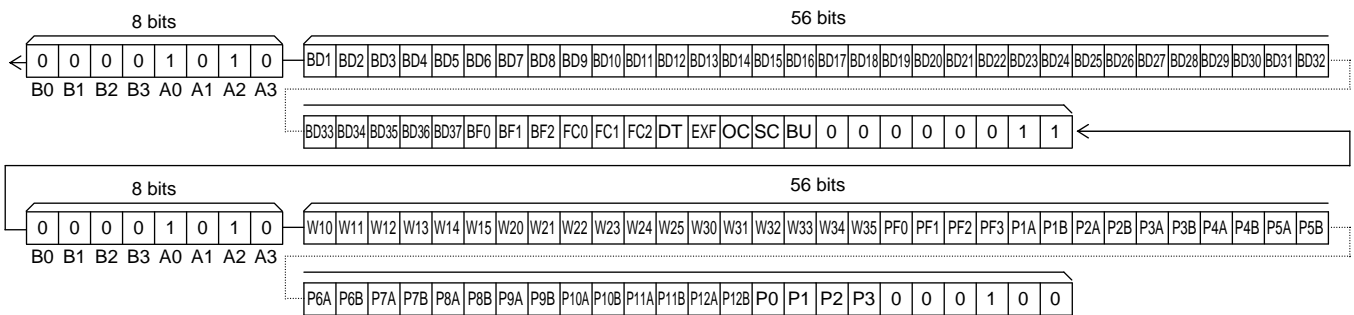 8 bits 56 bits
0 0 0 0 1 0 1 0 BD1 BD2 BD3 BD4 BD5 BD6 BD7 BD8 BD9 BD10 BD11 BD12 BD13 BD14 BD15 BD16 BD17 BD18 BD19 BD20 BD21 BD22 BD23 BD24 BD25 BD26 BD27 BD28 BD29 BD30 BD31 BD32
B0 B1 B2 B3 A0 A1 A2 A3
BD33 BD34 BD35 BD36 BD37 BF0 BF1 BF2 FC0 FC1 FC2 DT EXF OC SC BU 0 0 0 0 0 0 1 1
8 bits 56 bits
0 0 0 0 1 0 1 0 W10 W11 W12 W13 W14 W15 W20 W21 W22 W23 W24 W25 W30 W31 W32 W33 W34 W35 PF0 PF1 PF2 PF3 P1A P1B P2A P2B P3A P3B P4A P4B P5A P5B
B0 B1 B2 B3 A0 A1 A2 A3
P6A P6B P7A P7B P8A P8B P9A P9B P10A P10B P11A P11B P12A P12B P0 P1 P2 P3 0 0 0 1 0 0